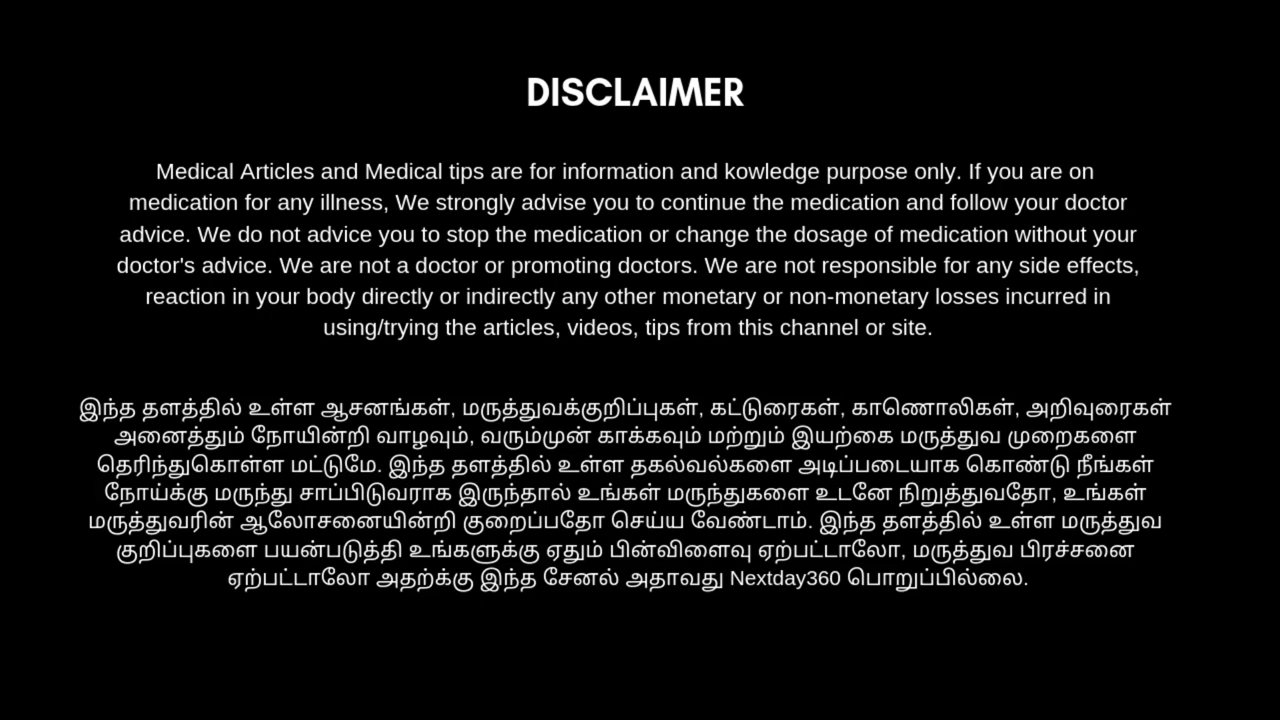 DISCLAIMER
Medical Articles and Medical tips are for information and kowledge purpose only. If you are on
medication for any illness, We strongly advise you to continue the medication and follow your doctor
advice. We do not advice you to stop the medication or change the dosage of medication without your
doctor's advice. We are not a doctor or promoting doctors. We are not responsible for any side effects,
reaction in your body directly or indirectly any other monetary or non-monetary losses incurred in
using/trying the articles, videos, tips from this channel or site.
இந்த தளத்தில் உள்ள ஆசனங்கள், மருத்துவக்குறிப்புகள், கட்டுரைகள், காணொலிகள், அறிவுரைகள்
அனைத்தும் நோயின்றி வாழவும், வரும்முன் காக்கவும் மற்றும் இயற்கை மருத்துவ முறைகளை
தெரிந்துகொள்ள மட்டுமே. இந்த தளத்தில் உள்ள தகல்வல்களை அடிப்படையாக கொண்டு நீங்கள்
நோய்க்கு மருந்து சாப்பிடுவராக இருந்தால் உங்கள் மருந்துகளை உடனே நிறுத்துவதோ, உங்கள்
மருத்துவரின் ஆலோசனையின்றி குறைப்பதோ செய்ய வேண்டாம். இந்த தளத்தில் உள்ள மருத்துவ
குறிப்புகளை பயன்படுத்தி உங்களுக்கு ஏதும் பின்விளைவு ஏற்பட்டாலோ, மருத்துவ பிரச்சனை
ஏற்பட்டாலோ அதற்க்கு இந்த சேனல் அதாவது Nextday360 பொறுப்பில்லை.